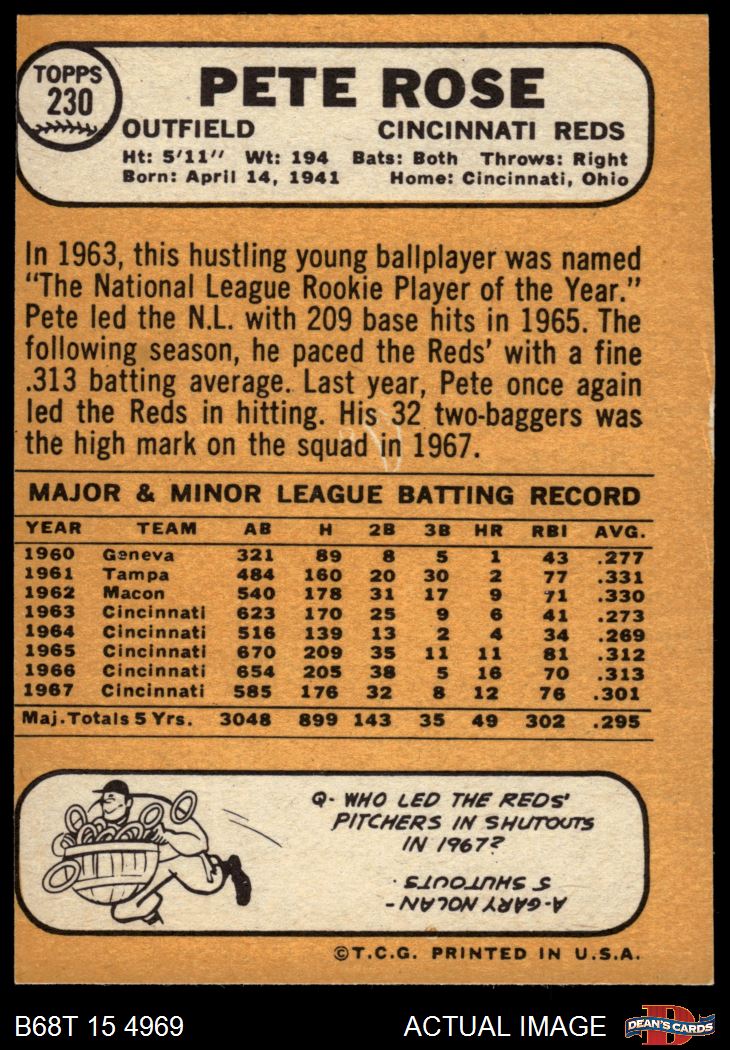 TOPPS
230
PETE ROSE
OUTFIELD CINCINNATI REDS
Ht: 5'11" Wt: 194 Bats: Both Throws: Right
Born: April 14, 1941 Home: Cincinnati, Ohio
In 1963, this hustling young ballplayer was named
"The National League Rookie Player of the Year."
Pete led the N.L. with 209 base hits in 1965. The
following season, he paced the Reds' with a fine
.313 batting average. Last year, Pete once again
led the Reds in hitting. His 32 two-baggers was
the high mark on the squad in 1967.
MAJOR & MINOR LEAGUE BATTING RECORD
YEAR TEAM AB H 2B 3B HR RBI AVG.
1960 Geneva 321 89 8 5 1 43 .277
1961 Tampa 484 160 20 30 2 77 .331
1962 Macon 540 178 31 17 9 71 .330
1963 Cincinnati 623 170 25 9 6 41 .273
1964 Cincinnati 516 139 13 2 4 34 .269
1965 Cincinnati 670 209 35 11 11 81 .312
1966 Cincinnati 654 205 38 5 16 70 .313
1967 Cincinnati 585 176 32 8 12 76 .301
Maj. Totals 5 Yrs. 3048 899 143 35 49 302 .295
Q- WHO LED THE REDS'
PITCHERS IN SHUTOUTS
IN 1967?
A-GARY NOLAN-
5 SHUTOUTS.
©T.C.G. PRINTED IN U.S.A.
B68T 15 4969 ACTUAL IMAGE
D
DEAN'S CARDS